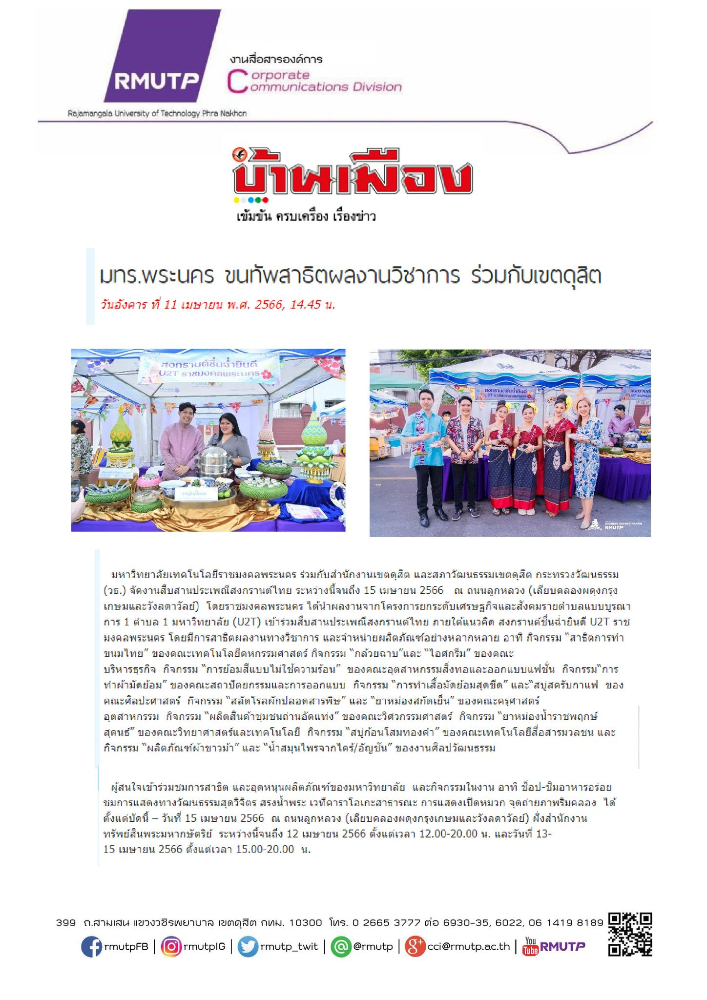 RMUTP
งานสื่อสารองค์การ
Corporate
Communications Division
Rajamangala University of Technology Phra Nakhon
บ้านเมือง
เข้มข้น ครบเครื่อง เรื่องข่าว
มทร.พระนคร ขนทัพสาธิตผลงานวิชาการ ร่วมกับเขตดุสิต
วันอังคาร ที่ 11 เมษายน พ.ศ. 2566, 14.45 น.
สงกรานต์ชื่นฉ่ำยินดี
U2T ราชมงคลพระนคร
สงกรานต์ชื่นฉ่ำยินดี
U2T ราชมงคลพระนคร
BUSINESS ADMINISTRATION
RMUTP
มหาวิทยาลัยเทคโนโลยีราชมงคลพระนคร ร่วมกับสำนักงานเขตดุสิต และสภาวัฒนธรรมเขตดุสิต กระทรวงวัฒนธรรม
(วธ.) จัดงานสืบสานประเพณีสงกรานต์ไทย ระหว่างนี้จนถึง 15 เมษายน 2566 ณ ถนนลูกหลวง (เลียบคลองผดุงกรุง
เกษมและวังลดาวัลย์) โดยราชมงคลพระนคร ได้นำผลงานจากโครงการยกระดับเศรษฐกิจและสังคมรายตำบลแบบบูรณา
การ 1 ตำบล 1 มหาวิทยาลัย (U2T) เข้าร่วมสืบสานประเพณีสงกรานต์ไทย ภายใต้แนวคิด สงกรานต์ชื่นฉ่ำยินดี U2T ราช
มงคลพระนคร โดยมีการสาธิตผลงานทางวิชาการ และจำหน่ายผลิตภัณฑ์อย่างหลากหลาย อาทิ กิจกรรม “สาธิตการทำ
ขนมไทย” ของคณะเทคโนโลยีคหกรรมศาสตร์ กิจกรรม “กล้วยฉาบ”และ “ไอศกรีม” ของคณะ
บริหารธุรกิจ กิจกรรม “การย้อมสีแบบไม่ใช้ความร้อน” ของคณะอุตสาหกรรมสิ่งทอและออกแบบแฟชั่น กิจกรรม“การ
ทำผ้ามัดย้อม” ของคณะสถาปัตยกรรมและการออกแบบ กิจกรรม “การทำเสื้อมัดย้อมสุดขีด” และ“สบู่สครับกาแฟ ของ
คณะศิลปะศาสตร์ กิจกรรม “สลัดโรลผักปลอดสารพิษ” และ “ยาหม่องสกัดเย็น” ของคณะครุศาสตร์
อุตสาหกรรม กิจกรรม “ผลิตสินค้าชุมชนถ่านอัดแท่ง” ของคณะวิศวกรรมศาสตร์ กิจกรรม “ยาหม่องน้ำราชพฤกษ์
สุคนธ์” ของคณะวิทยาศาสตร์และเทคโนโลยี กิจกรรม “สบู่ก้อนโสมทองคำ” ของคณะเทคโนโลยีสื่อสารมวลชน และ
กิจกรรม “ผลิตภัณฑ์ผ้าขาวม้า” และ “น้ำสมุนไพรจากไคร้/อัญชัน” ของงานศิลปวัฒนธรรม
ผู้สนใจเข้าร่วมชมการสาธิต และอุดหนุนผลิตภัณฑ์ของมหาวิทยาลัย และกิจกรรมในงาน อาทิ ช็อป-ชิมอาหารอร่อย
ชมการแสดงทางวัฒนธรรมสุดวิจิตร สรงน้ำพระ เวทีคาราโอเกะสาธารณะ การแสดงเปิดหมวก จุดถ่ายภาพริมคลอง ได้
ตั้งแต่บัดนี้ – วันที่ 15 เมษายน 2566 ณ ถนนลูกหลวง (เลียบคลองผดุงกรุงเกษมและวังลดาวัลย์) ฝั่งสำนักงาน
ทรัพย์สินพระมหากษัตริย์ ระหว่างนี้จนถึง 12 เมษายน 2566 ตั้งแต่เวลา 12.00-20.00 น. และวันที่ 13-
15 เมษายน 2566 ตั้งแต่เวลา 15.00-20.00 น.
399 ถ.สามเสน แขวงวชิรพยาบาล เขตดุสิต กทม. 10300 โทร. 0 2665 3777 ต่อ 6930-35, 6022, 06 1419 8189
rmutpFB | rmutpIG | rmutp_twit | @rmutp | g+ cci@rmutp.ac.th | You Tube RMUTP